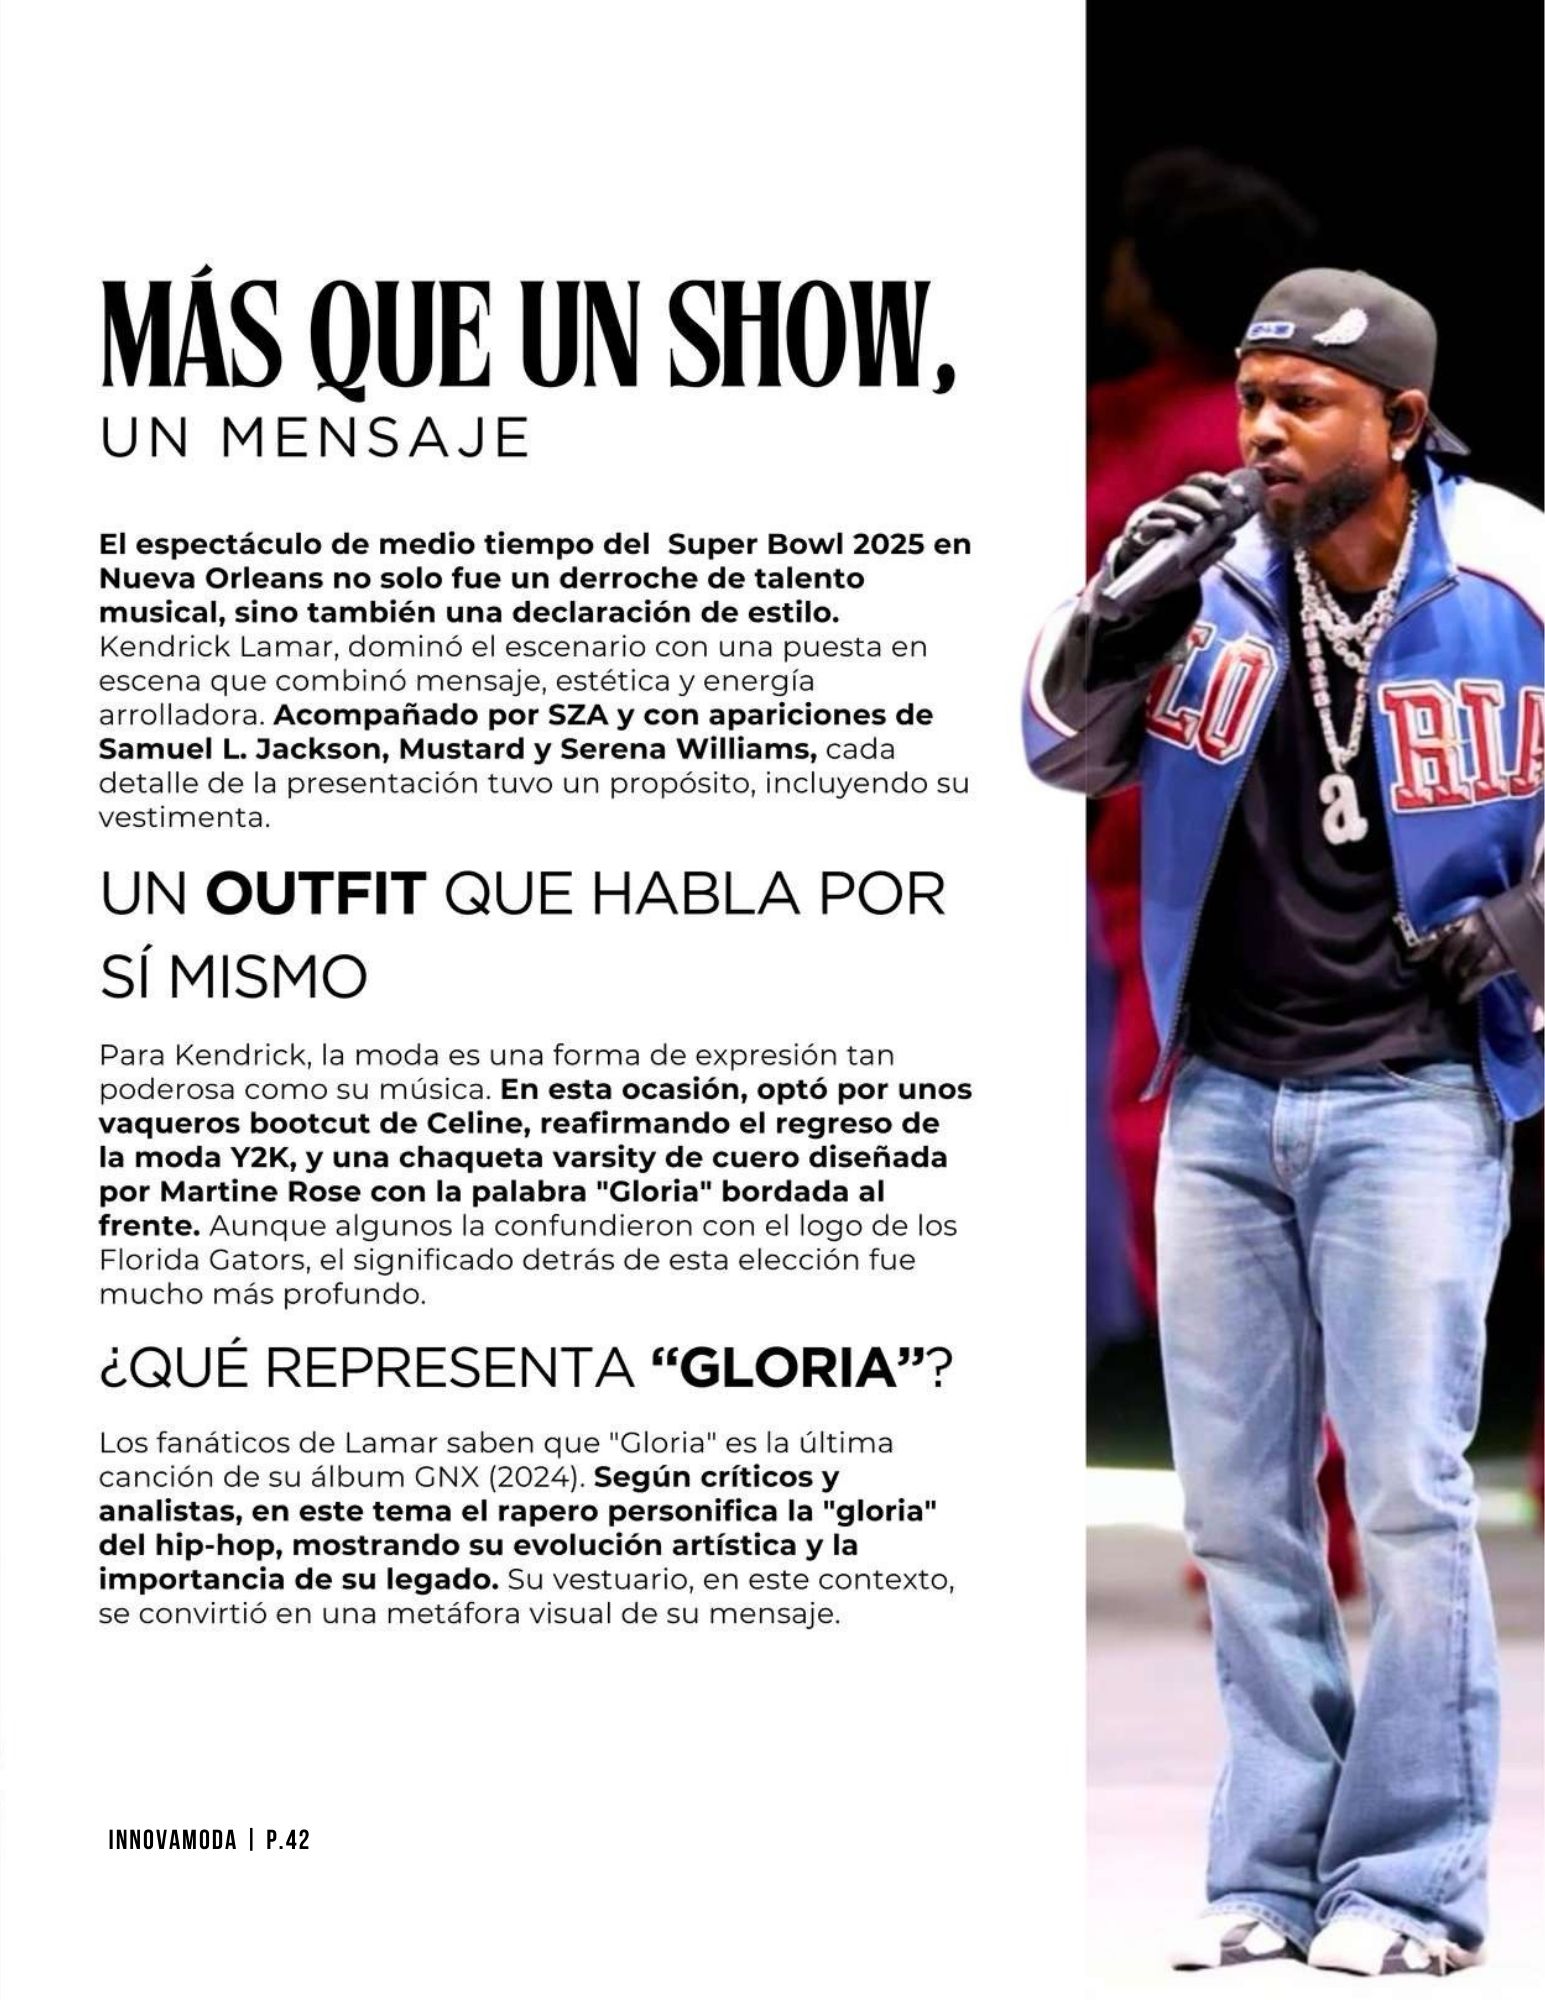 MÁS QUE UN SHOW,
UN MENSAJE
El espectáculo de medio tiempo del  Super Bowl 2025 en
Nueva Orleans no solo fue un derroche de talento
musical, sino también una declaración de estilo.
Kendrick Lamar, dominó el escenario con una puesta en
escena que combinó mensaje, estética y energía
arrolladora. Acompañado por SZA y con apariciones de
Samuel L. Jackson, Mustard y Serena Williams, cada
detalle de la presentación tuvo un propósito, incluyendo su
vestimenta.
UN OUTFIT QUE HABLA POR
SÍ MISMO
Para Kendrick, la moda es una forma de expresión tan
poderosa como su música. En esta ocasión, optó por unos
vaqueros bootcut de Celine, reafirmando el regreso de
la moda Y2K, y una chaqueta varsity de cuero diseñada
por Martine Rose con la palabra "Gloria" bordada al
frente. Aunque algunos la confundieron con el logo de los
Florida Gators, el significado detrás de esta elección fue
mucho más profundo.
¿QUÉ REPRESENTA “GLORIA”?
Los fanáticos de Lamar saben que "Gloria" es la última
canción de su álbum GNX (2024). Según críticos y
analistas, en este tema el rapero personifica la "gloria"
del hip-hop, mostrando su evolución artística y la
importancia de su legado. Su vestuario, en este contexto,
se convirtió en una metáfora visual de su mensaje.
INNOVAMODA | P.42
LO RIA
a